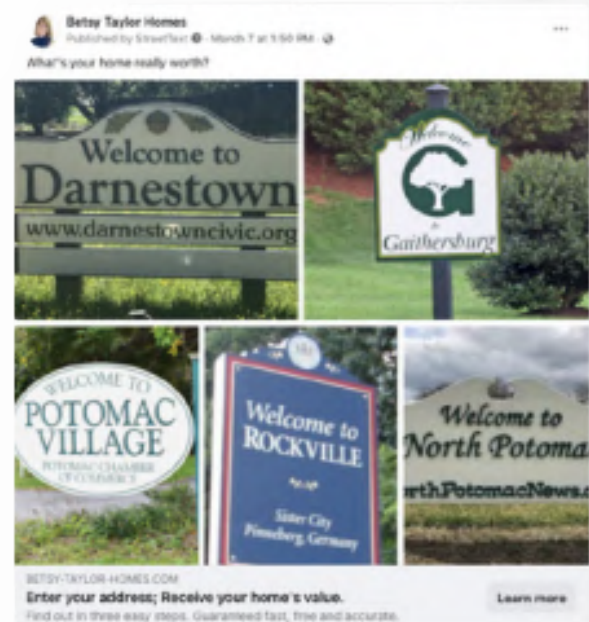 Betsy Taylor Homes
Published by StreetText · March 7 at 1:50 PM ·
What's your home really worth?
Welcome to
Darnestown
www.darnestowncivic.org
Welcome
to
Gaithersburg
WELCOME TO
POTOMAC
VILLAGE
POTOMAC CHAMBER
OF COMMERCE
Welcome to
ROCKVILLE
Sister City
Pinneberg, Germany
Welcome to
North Potoma
rthPotomacNews.c
BETSY-TAYLOR-HOMES.COM
Enter your address; Receive your home's value.
Find out in three easy steps. Guaranteed fast, free and accurate.
Learn more